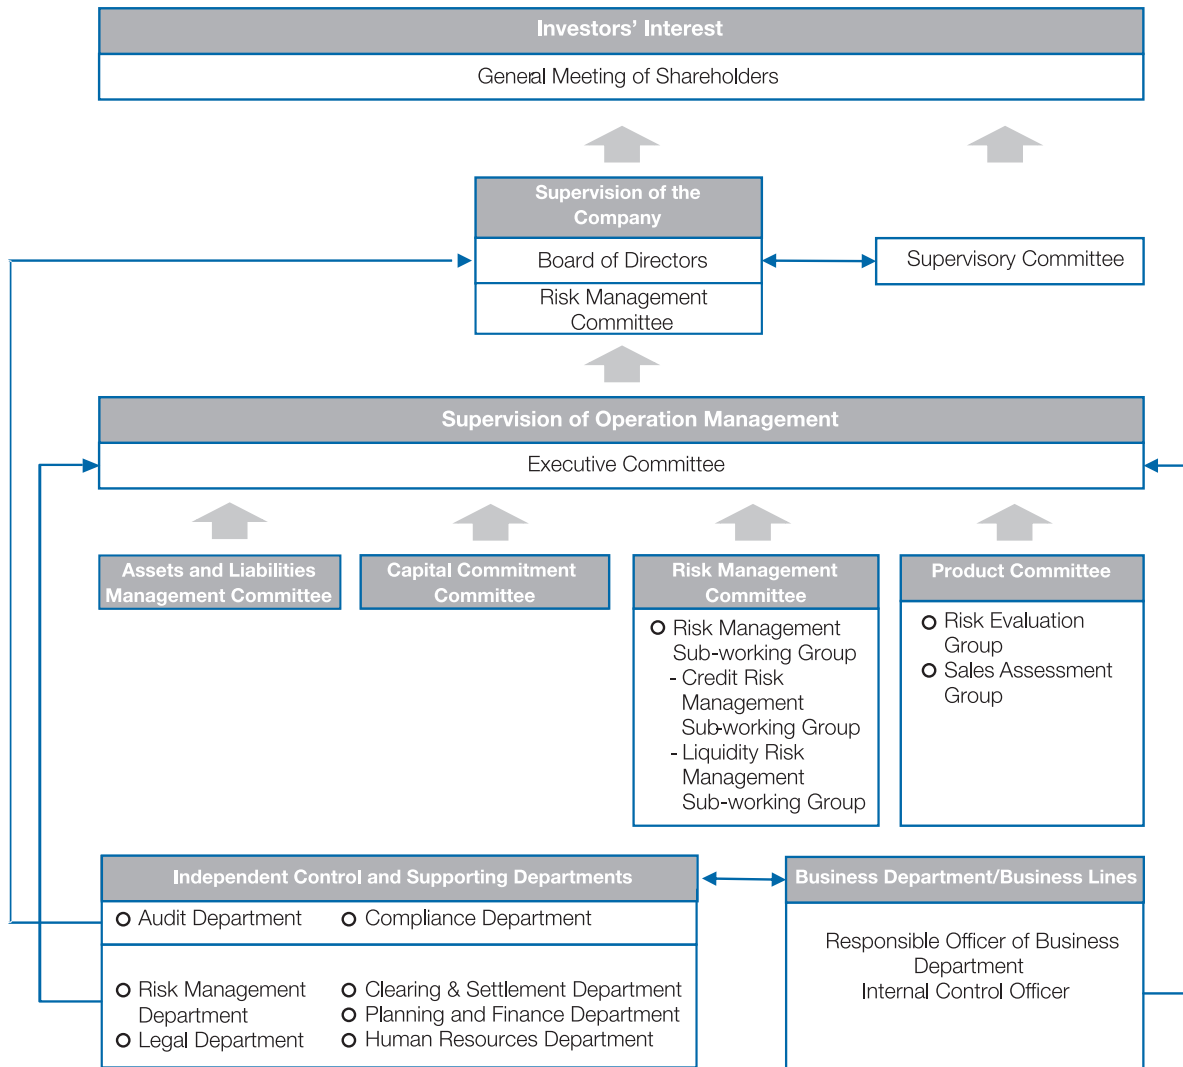 Investors’ Interest
General Meeting of Shareholders
Supervision of the
Company
Board of Directors
Risk Management
Committee
Supervisory Committee
Supervision of Operation Management
Executive Committee
Assets and Liabilities
Management Committee
Capital Commitment
Committee
Risk Management
Committee
Risk Management
Sub-working Group
- Credit Risk
Management
Sub-working Group
- Liquidity Risk
Management
Sub-working Group
Product Committee
Risk Evaluation
Group
Sales Assessment
Group
Independent Control and Supporting Departments
Audit Department
Compliance Department
Risk Management
Department
Legal Department
Clearing & Settlement Department
Planning and Finance Department
Human Resources Department
Business Department/Business Lines
Responsible Officer of Business
Department
Internal Control Officer